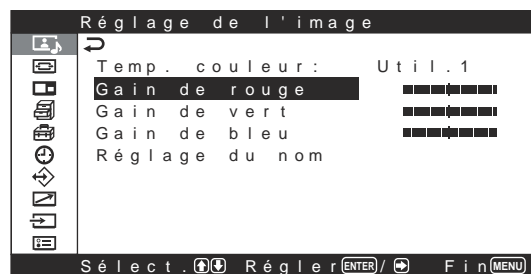 Réglage de l'image
Temp. couleur: Util.1
Gain de rouge
Gain de vert
Gain de bleu
Réglage du nom
Sélect. Régler ENTER / Fin MENU